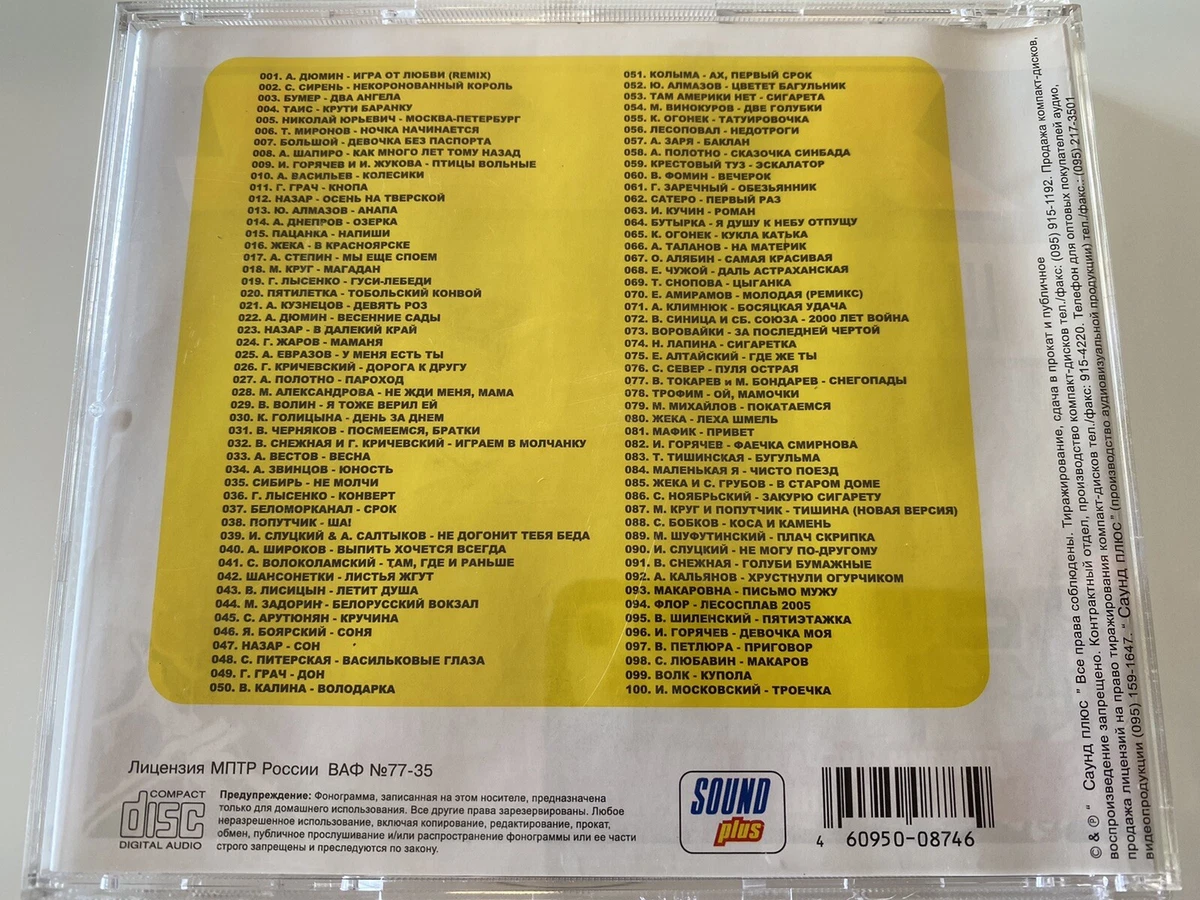 001. А. ДЮМИН - ИГРА ОТ ЛЮБВИ (REMIX)
002. С. СИРЕНЬ - НЕКОРОНОВАННЫЙ КОРОЛЬ
003. БУМЕР - ДВА АНГЕЛА
004. ТАИС - КРУТИ БАРАНКУ
005. НИКОЛАЙ ЮРЬЕВИЧ - МОСКВА-ПЕТЕРБУРГ
006. Т. МИРОНОВ - НОЧКА НАЧИНАЕТСЯ
007. БОЛЬШОЙ - ДЕВОЧКА БЕЗ ПАСПОРТА
008. А. ШАПИРО - КАК МНОГО ЛЕТ ТОМУ НАЗАД
009. И. ГОРЯЧЕВ И И. ЖУКОВА - ПТИЦЫ ВОЛЬНЫЕ
010. А. ВАСИЛЬЕВ - КОЛЕСИКИ
011. Г. ГРАЧ - КНОПА
012. НАЗАР - ОСЕНЬ НА ТВЕРСКОЙ
013. Ю. АЛМАЗОВ - АНАПА
014. А. ДНЕПРОВ - ОЗЕРКА
015. ПАЦАНКА - НАПИШИ
016. ЖЕКА - В КРАСНОЯРСКЕ
017. А. СТЕПИН - МЫ ЕЩЕ СПОЕМ
018. М. КРУГ - МАГАДАН
019. Г. ЛЫСЕНКО - ГУСИ-ЛЕБЕДИ
020. ПЯТИЛЕТКА - ТОБОЛЬСКИЙ КОНВОЙ
021. А. КУЗНЕЦОВ - ДЕВЯТЬ РОЗ
022. А. ДЮМИН - ВЕСЕННИЕ САДЫ
023. НАЗАР - В ДАЛЕКИЙ КРАЙ
024. Г. ЖАРОВ - МАМАНЯ
025. А. ЕВРАЗОВ - У МЕНЯ ЕСТЬ ТЫ
026. Г. КРИЧЕВСКИЙ - ДОРОГА К ДРУГУ
027. А. ПОЛОТНО - ПАРОХОД
028. М. АЛЕКСАНДРОВА - НЕ ЖДИ МЕНЯ, МАМА
029. В. ВОЛИН - Я ТОЖЕ ВЕРИЛ ЕЙ
030. К. ГОЛИЦЫНА - ДЕНЬ ЗА ДНЕМ
031. В. ЧЕРНЯКОВ - ПОСМЕЕМСЯ, БРАТКИ
032. В. СНЕЖНАЯ И Г. КРИЧЕВСКИЙ - ИГРАЕМ В МОЛЧАНКУ
033. А. ВЕСТОВ - ВЕСНА
034. А. ЗВИНЦОВ - ЮНОСТЬ
035. СИБИРЬ - НЕ МОЛЧИ
036. Г. ЛЫСЕНКО - КОНВЕРТ
037. БЕЛОМОРКАНАЛ - СРОК
038. ПОПУТЧИК - ША!
039. И. СЛУЦКИЙ & А. САЛТЫКОВ - НЕ ДОГОНИТ ТЕБЯ БЕДА
040. А. ШИРОКОВ - ВЫПИТЬ ХОЧЕТСЯ ВСЕГДА
041. С. ВОЛОКОЛАМСКИЙ - ТАМ, ГДЕ И РАНЬШЕ
042. ШАНСОНЕТКИ - ЛИСТЬЯ ЖГУТ
043. В. ЛИСИЦЫН - ЛЕТИТ ДУША
044. М. ЗАДОРИН - БЕЛОРУССКИЙ ВОКЗАЛ
045. С. АРУТЮНЯН - КРУЧИНА
046. Я. БОЯРСКИЙ - СОНЯ
047. НАЗАР - СОН
048. С. ПИТЕРСКАЯ - ВАСИЛЬКОВЫЕ ГЛАЗА
049. Г. ГРАЧ - ДОН
050. В. КАЛИНА - ВОЛОДАРКА
051. КОЛЫМА - АХ, ПЕРВЫЙ СРОК
052. Ю. АЛМАЗОВ - ЦВЕТЕТ БАГУЛЬНИК
053. ТАМ АМЕРИКИ НЕТ - СИГАРЕТА
054. М. ВИНОКУРОВ - ДВЕ ГОЛУБКИ
055. К. ОГОНЕК - ТАТУИРОВОЧКА
056. ЛЕСОПОВАЛ - НЕДОТРОГИ
057. А. ЗАРЯ - БАКЛАН
058. А. ПОЛОТНО - СКАЗОЧКА СИНБАДА
059. КРЕСТОВЫЙ ТУЗ - ЭСКАЛАТОР
060. В. ФОМИН - ВЕЧЕРОК
061. Г. ЗАРЕЧНЫЙ - ОБЕЗЬЯННИК
062. САТЕРО - ПЕРВЫЙ РАЗ
063. И. КУЧИН - РОМАН
064. БУТЫРКА - Я ДУШУ К НЕБУ ОТПУЩУ
065. К. ОГОНЕК - КУКЛА КАТЬКА
066. А. ТАЛАНОВ - НА МАТЕРИК
067. О. АЛЯБИН - САМАЯ КРАСИВАЯ
068. Е. ЧУЖОЙ - ДАЛЬ АСТРАХАНСКАЯ
069. Т. СНОПОВА - ЦЫГАНКА
070. Е. АМИРАМОВ - МОЛОДАЯ (РЕМИКС)
071. А. КЛИМНЮК - БОСЯЦКАЯ УДАЧА
072. В. СИНИЦА И СБ. СОЮЗА - 2000 ЛЕТ ВОЙНА
073. ВОРОВАЙКИ - ЗА ПОСЛЕДНЕЙ ЧЕРТОЙ
074. Н. ЛАПИНА - СИГАРЕТКА
075. Е. АЛТАЙСКИЙ - ГДЕ ЖЕ ТЫ
076. С. СЕВЕР - ПУЛЯ ОСТРАЯ
077. В. ТОКАРЕВ и М. БОНДАРЕВ - СНЕГОПАДЫ
078. ТРОФИМ - ОЙ, МАМОЧКИ
079. М. МИХАЙЛОВ - ПОКАТАЕМСЯ
080. ЖЕКА - ЛЕХА ШМЕЛЬ
081. МАФИК - ПРИВЕТ
082. И. ГОРЯЧЕВ - ФАЕЧКА СМИРНОВА
083. Т. ТИШИНСКАЯ - БУГУЛЬМА
084. МАЛЕНЬКАЯ Я - ЧИСТО ПОЕЗД
085. ЖЕКА И С. ГРУБОВ - В СТАРОМ ДОМЕ
086. С. НОЯБРЬСКИЙ - ЗАКУРЮ СИГАРЕТУ
087. М. КРУГ И ПОПУТЧИК - ТИШИНА (НОВАЯ ВЕРСИЯ)
088. С. БОБКОВ - КОСА И КАМЕНЬ
089. М. ШУФУТИНСКИЙ - ПЛАЧ СКРИПКА
090. И. СЛУЦКИЙ - НЕ МОГУ ПО-ДРУГОМУ
091. В. СНЕЖНАЯ - ГОЛУБИ БУМАЖНЫЕ
092. А. КАЛЬЯНОВ - ХРУСТНУЛИ ОГУРЧИКОМ
093. МАКАРОВНА - ПИСЬМО МУЖУ
094. ФЛОР - ЛЕСОСПЛАВ 2005
095. В. ШИЛЕНСКИЙ - ПЯТИЭТАЖКА
096. И. ГОРЯЧЕВ - ДЕВОЧКА МОЯ
097. В. ПЕТЛЮРА - ПРИГОВОР
098. С. ЛЮБАВИН - МАКАРОВ
099. ВОЛК - КУПОЛА
100. И. МОСКОВСКИЙ - ТРОЕЧКА
Лицензия МПТР России ВАФ №77-35
COMPACT
disc
DIGITAL AUDIO
Предупреждение: Фонограмма, записанная на этом носителе, предназначена
только для домашнего использования. Все другие права зарезервированы. Любое
неразрешенное использование, включая копирование, редактирование, прокат,
обмен, публичное прослушивание и/или распространение фонограммы или ее части
строго запрещены и преследуются по закону.
SOUND
plus
4 60950-08746
© & ℗ " Саунд плюс " Все права соблюдены. Тиражирование, сдача в прокат и публичное
воспроизведение запрещено. Контрактный отдел, производство компакт-дисков тел./факс: (095) 915-1192. Продажа компакт-дисков,
продажа лицензий на право тиражирования компакт-дисков тел./факс: 915-4220. Телефон для оптовых покупателей аудио,
видеопродукции (095) 159-1647. " Саунд плюс " (производство аудиовизуальной продукции) тел./факс.: (095) 217-3501